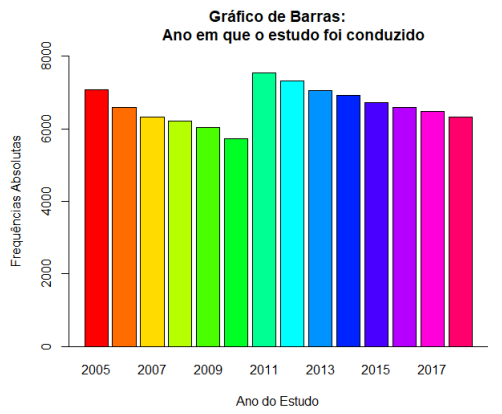 Gráfico de Barras:
Ano em que o estudo foi conduzido
Frequências Absolutas
8000
6000
4000
2000
0
2005 2007 2009 2011 2013 2015 2017
Ano do Estudo